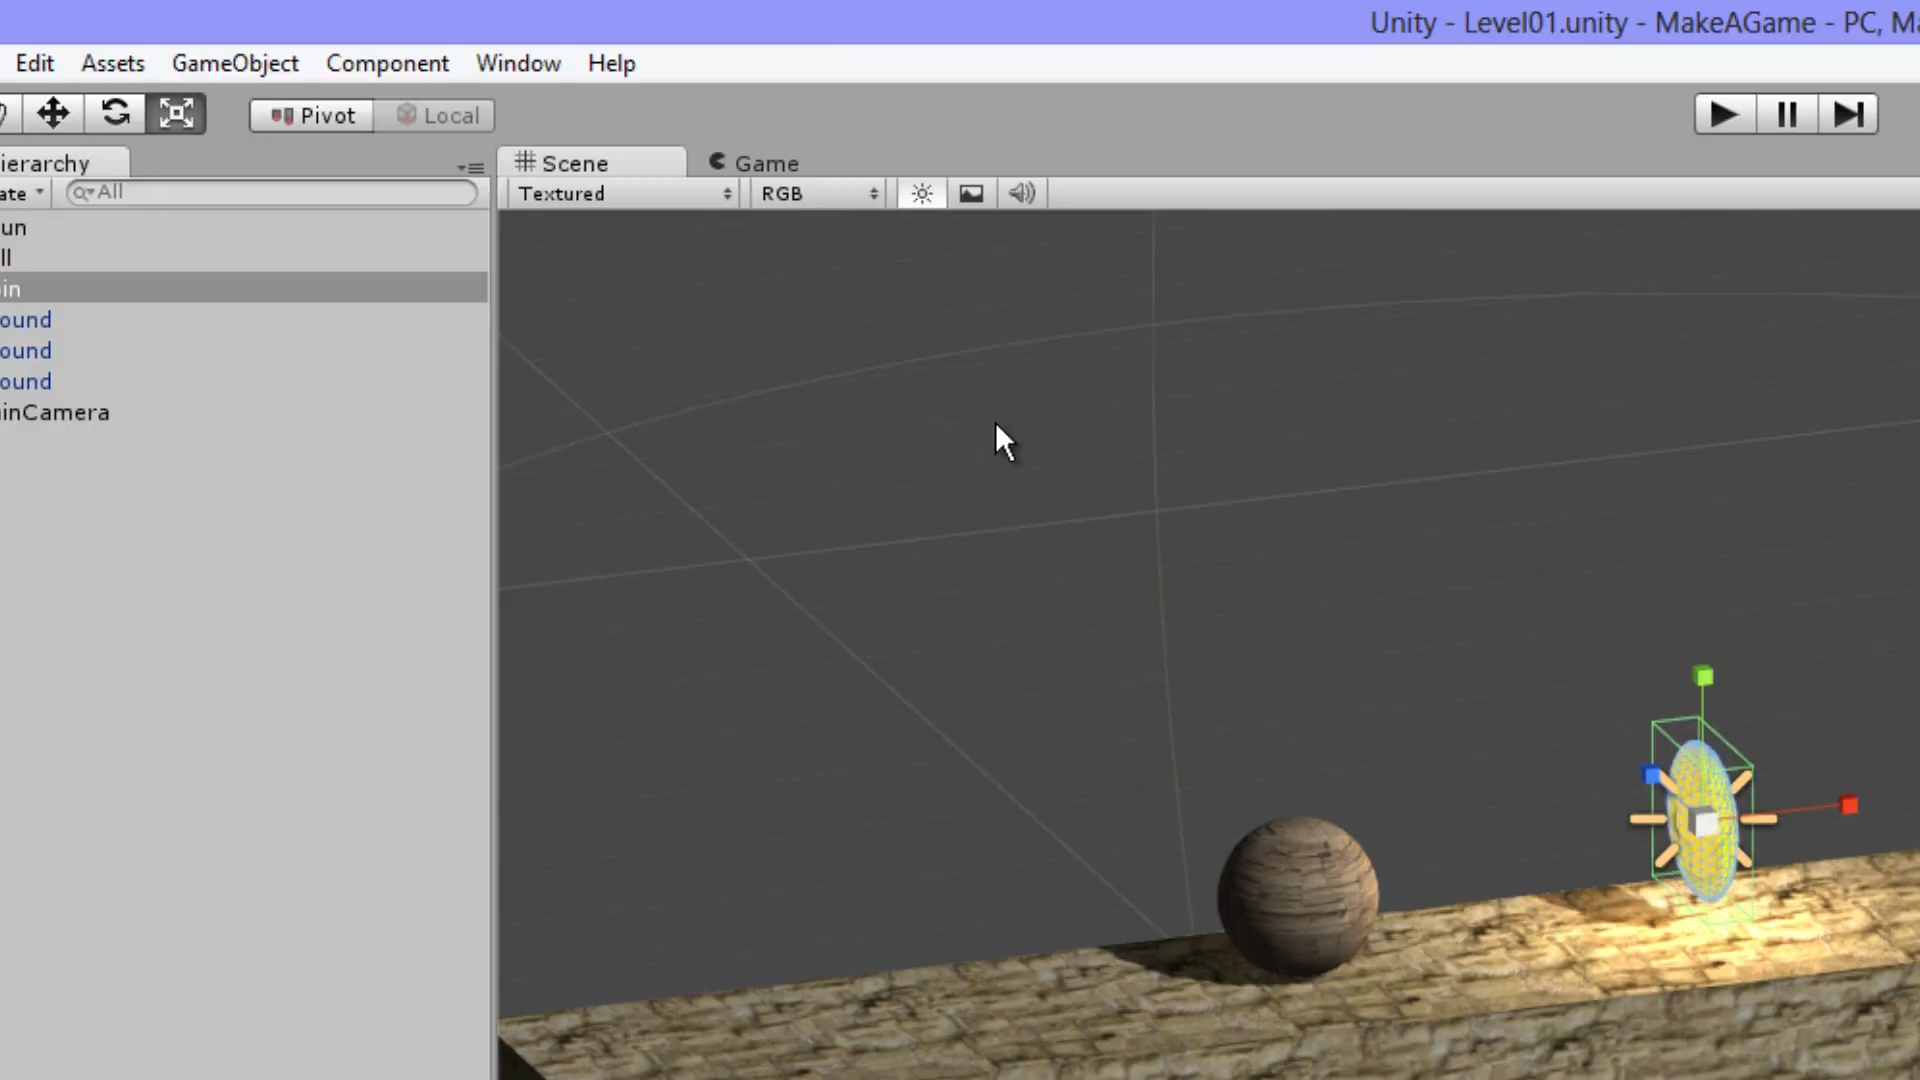 Unity - Level01.unity - MakeAGame - PC, Ma
Edit Assets GameObject Component Window Help
Pivot Local
ierarchy
Scene Game
ate All
Textured RGB
un
ll
in
ound
ound
ound
inCamera